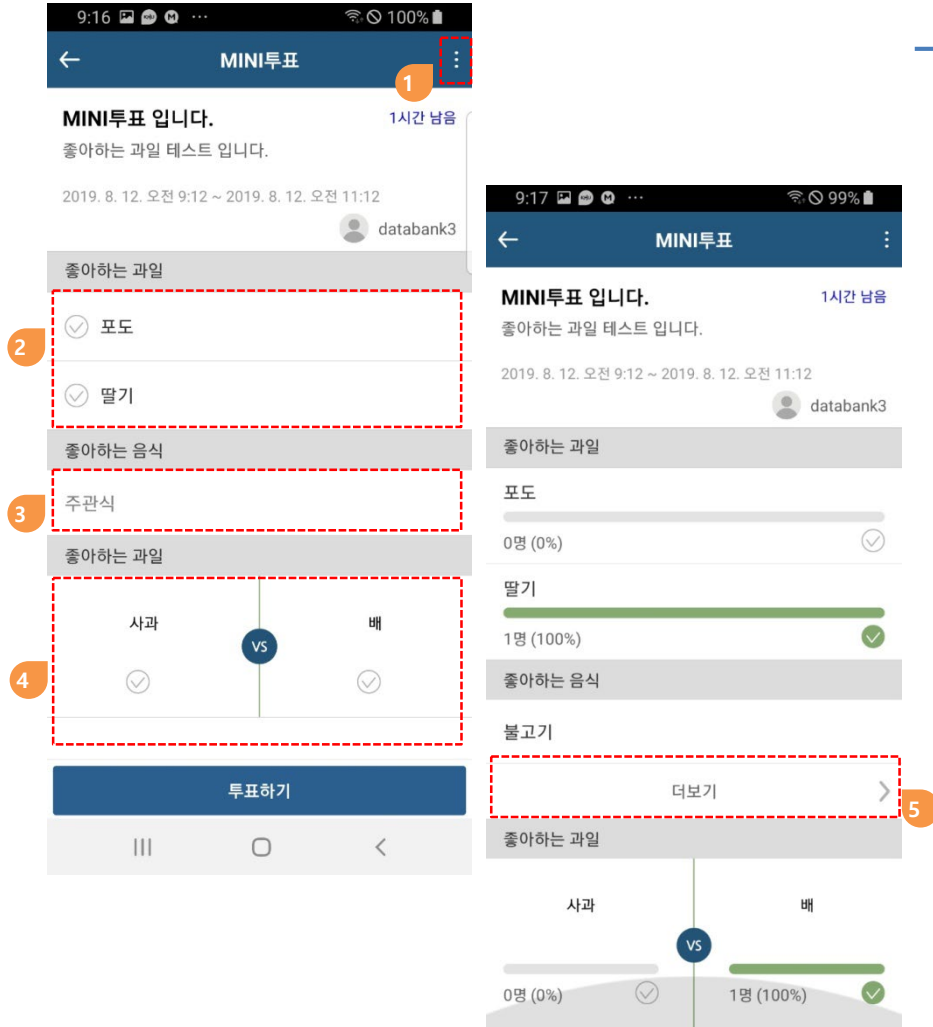 9:16 ··· 100%
MINI투표
1
MINI투표 입니다. 1시간 남음
좋아하는 과일 테스트 입니다.
2019. 8. 12. 오전 9:12 ~ 2019. 8. 12. 오전 11:12
databank3
좋아하는 과일
2
포도
딸기
좋아하는 음식
3
주관식
좋아하는 과일
사과 VS 배
4
투표하기
9:17 ··· 99%
MINI투표
MINI투표 입니다. 1시간 남음
좋아하는 과일 테스트 입니다.
2019. 8. 12. 오전 9:12 ~ 2019. 8. 12. 오전 11:12
databank3
좋아하는 과일
포도
0명 (0%)
딸기
1명 (100%)
좋아하는 음식
불고기
더보기
5
좋아하는 과일
사과 VS 배
0명 (0%) 1명 (100%)